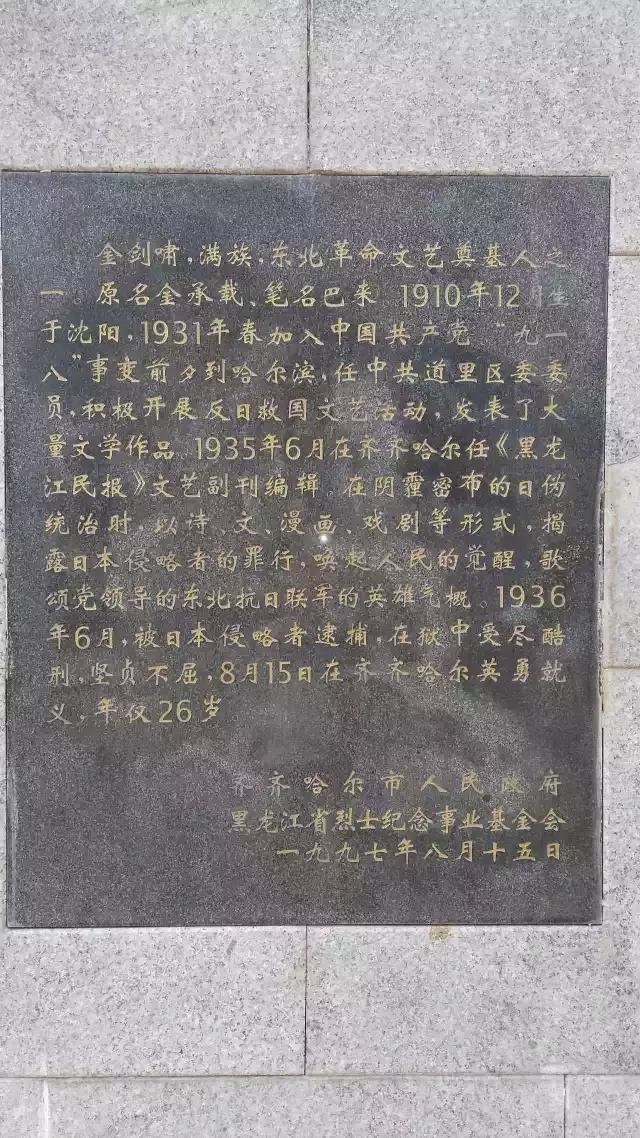 金剑啸,满族,东北革命文艺奠基人之
一。原名金承载、笔名巴来 1910年12月生
于沈阳,1931年春加入中国共产党 “九一
八”事变前夕到哈尔滨,任中共道里区委委
员,积极开展反日救国文艺活动,发表了大
量文学作品 1935年6月在齐齐哈尔任《黑龙
江民报》文艺副刊编辑。在阴霾密布的日伪
统治时,以诗、文、漫画、戏剧等形式,揭
露日本侵略者的罪行,唤起人民的觉醒,歌
颂党领导的东北抗日联军的英雄气概。1936
年6月,被日本侵略者逮捕,在狱中受尽酷
刑,坚贞不屈,8月15日在齐齐哈尔英勇就
义,年仅26岁
齐齐哈尔市人民政府
黑龙江省烈士纪念事业基金会
一九九七年八月十五日